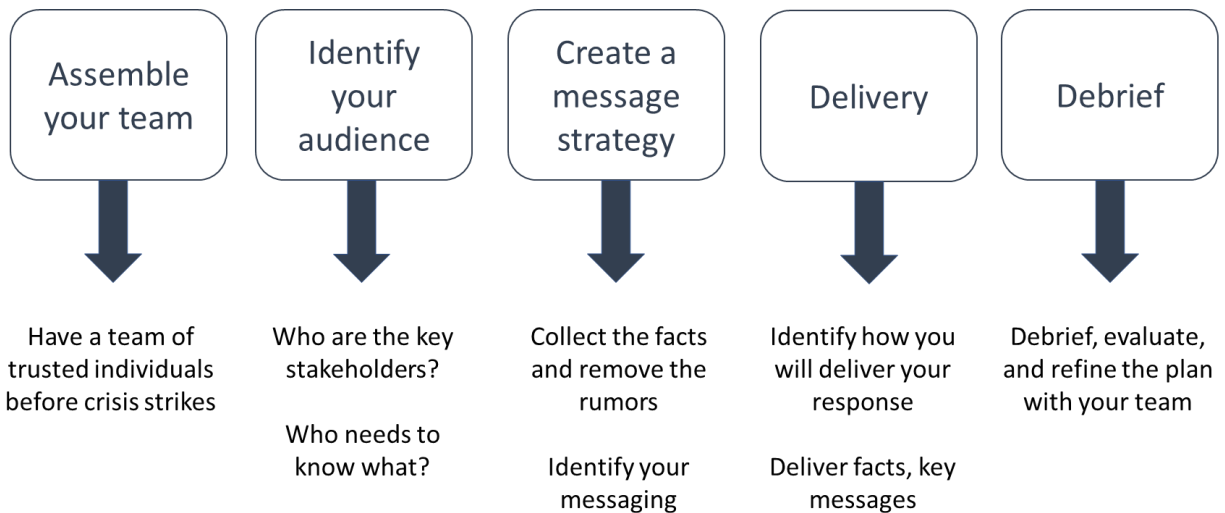 Assemble
your team
Identify
your
audience
Create a
message
strategy
Delivery
Debrief
Have a team of
trusted individuals
before crisis strikes
Who are the key
stakeholders?
Who needs to
know what?
Collect the facts
and remove the
rumors
Identify your
messaging
Identify how you
will deliver your
response
Deliver facts, key
messages
Debrief, evaluate,
and refine the plan
with your team